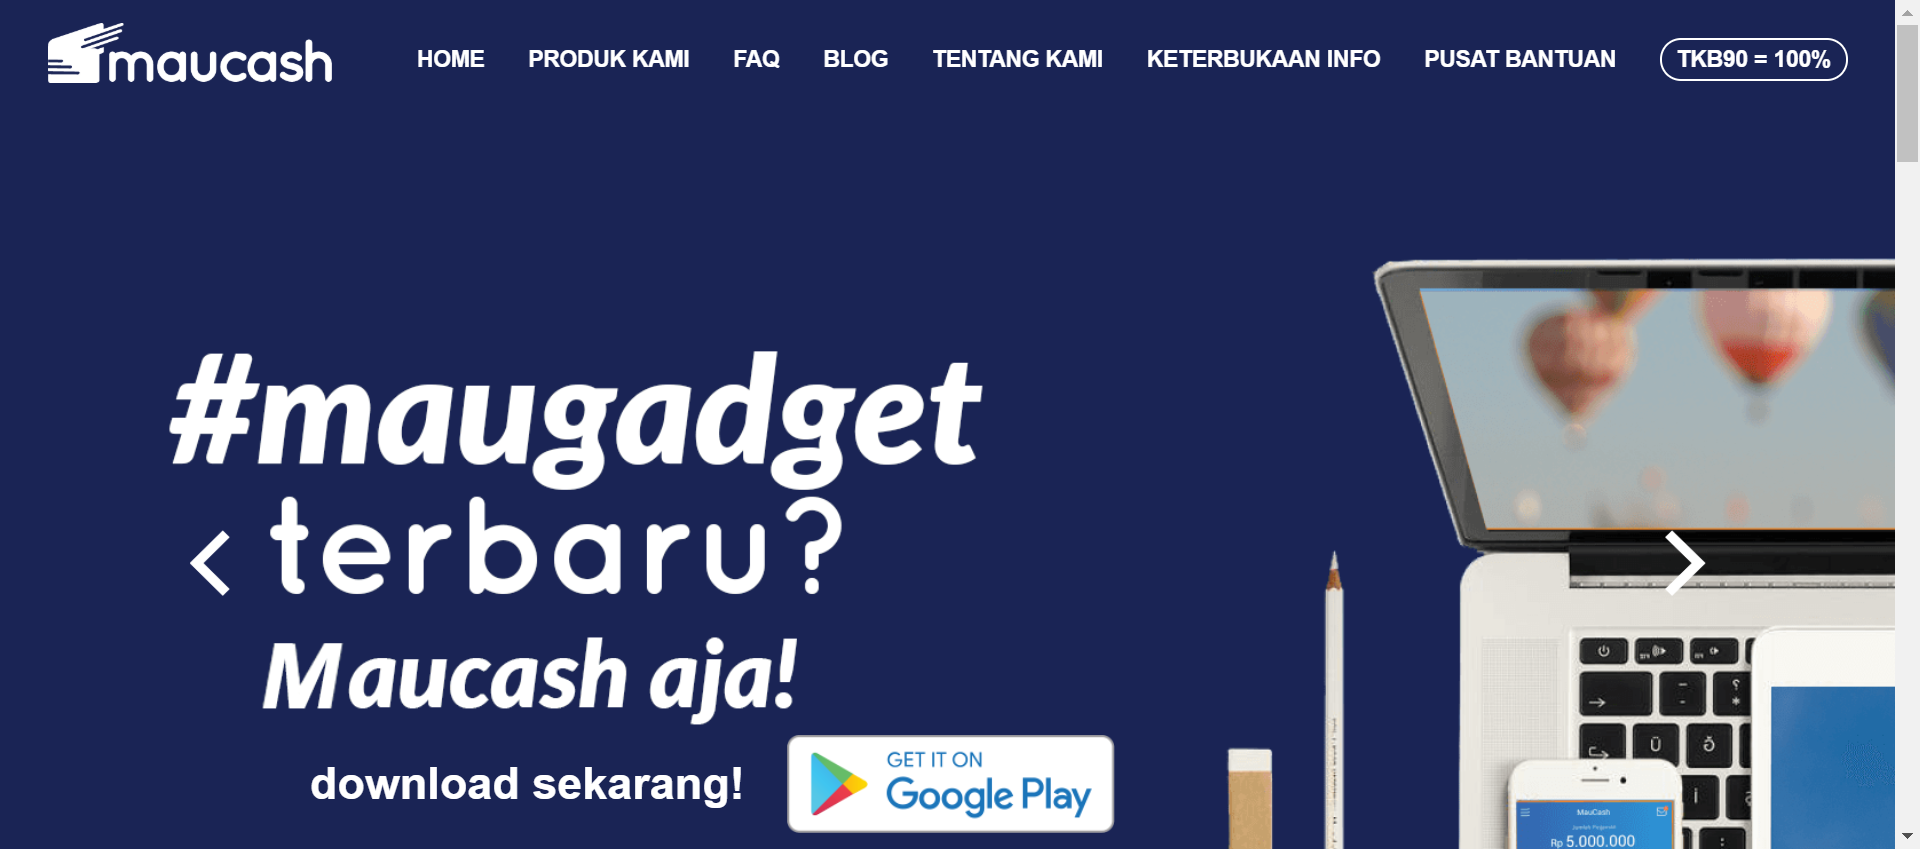 maucash
HOME PRODUK KAMI FAQ BLOG TENTANG KAMI KETERBUKAAN INFO PUSAT BANTUAN TKB90 = 100%
#maugadget
terbaru?
Maucash aja!
download sekarang!
GET IT ON
Google Play
MauCash
Rp 5.000.000